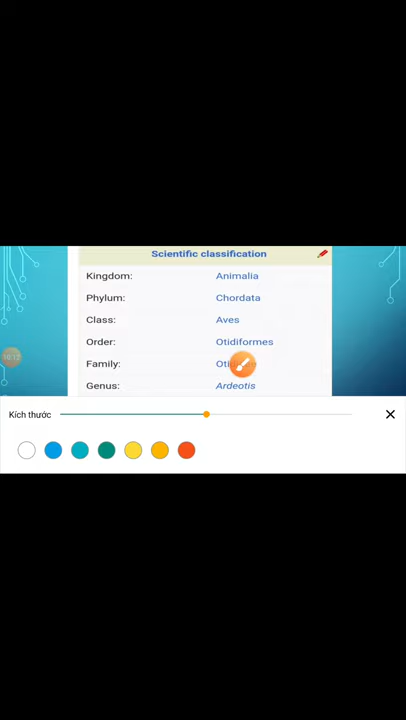 Scientific classification
Kingdom: Animalia
Phylum: Chordata
Class: Aves
Order: Otidiformes
Family:
Genus: Ardeotis
Kích thước